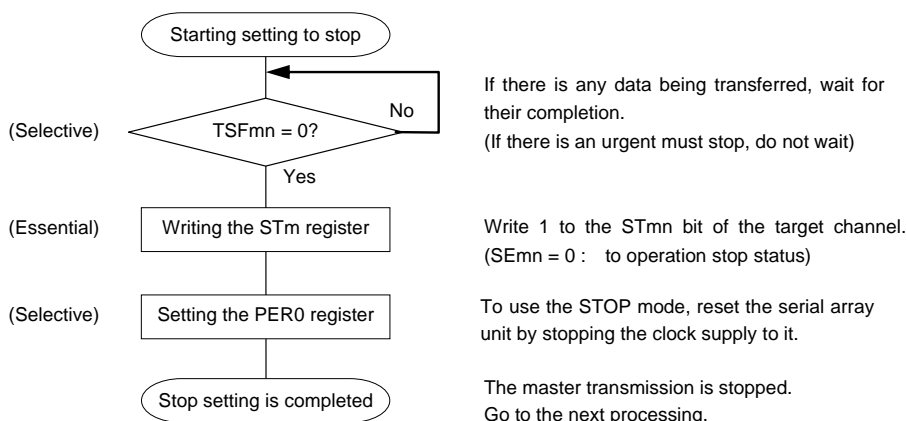 Starting setting to stop
No
If there is any data being transferred, wait for
their completion.
(If there is an urgent must stop, do not wait)
(Selective)
TSFmn = 0?
Yes
(Essential)
Writing the STm register
Write 1 to the STmn bit of the target channel.
(SEmn = 0 : to operation stop status)
(Selective)
Setting the PER0 register
To use the STOP mode, reset the serial array
unit by stopping the clock supply to it.
Stop setting is completed
The master transmission is stopped.
Go to the next processing.